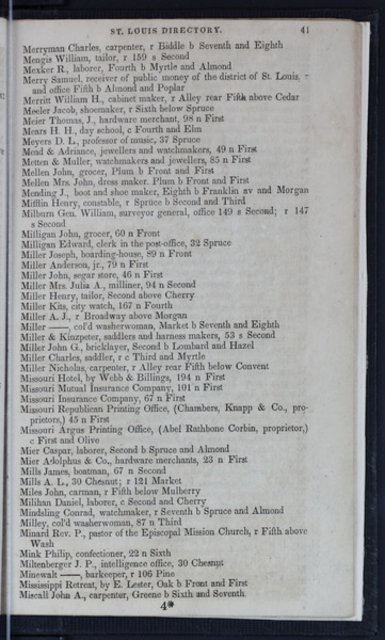 ST. LOUIS DIRECTORY. 41
Merryman Charles, carpenter, r Biddle b Seventh and Eighth
Mengis William, tailor, r 159 s Second
Mexker R., laborer, Fourth b Myrtle and Almond
Merry Samuel, receiver of public money of the district of St. Louis, r
and office Fifth b Almond and Poplar
Merritt William H., cabinet maker, r Alley rear Fifth above Cedar
Mesler Jacob, shoemaker, r Sixth below Spruce
Meier Thomas, J., hardware merchant, 98 n First
Mears H. H., day school, c Fourth and Elm
Meyers D. L., professor of music, 37 Spruce
Mead & Adriance, jewellers and watchmakers, 49 n First
Metten & Muller, watchmakers and jewellers, 85 n First
Mellen John, grocer, Plum b Front and First
Mellen Mrs. John, dress maker. Plum b Front and First
Mending J., boot and shoe maker, Eighth b Franklin av and Morgan
Mifflin Henry, constable, r Spruce b Second and Third
Milburn Gen. William, surveyor general, office 149 s Second; r 147
s Second
Milligan John, grocer, 60 n Front
Milligan Edward, clerk in the post-office, 32 Spruce
Miller Joseph, boarding-house, 89 n Front
Miller Anderson, jr., 79 n First
Miller John, segar store, 46 n First
Miller Mrs. Julia A., milliner, 94 n Second
Miller Henry, tailor, Second above Cherry
Miller Kits, city watch, 167 n Fourth
Miller A. J., r Broadway above Morgan
Miller ——, col'd washerwoman, Market b Seventh and Eighth
Miller & Kinzpeter, saddlers and harness makers, 53 s Second
Miller John G., bricklayer, Second b Lombard and Hazel
Miller Charles, saddler, r c Third and Myrtle
Miller Nicholas, carpenter, r Alley rear Fifth below Convent
Missouri Hotel, by Webb & Billings, 194 n First
Missouri Mutual Insurance Company, 101 n First
Missouri Insurance Company, 67 n First
Missouri Republican Printing Office, (Chambers, Knapp & Co., pro-
prietors,) 45 n First
Missouri Argus Printing Office, (Abel Rathbone Corbin, proprietor,)
c First and Olive
Mier Caspar, laborer, Second b Spruce and Almond
Mier Adolphus & Co., hardware merchants, 23 n First
Mills James, boatman, 67 n Second
Mills A. L., 30 Chesnut; r 121 Market
Miles John, carman, r Fifth below Mulberry
Milihan Daniel, laborer, c Second and Cherry
Mindsling Conrad, watchmaker, r Seventh b Spruce and Almond
Milley, col'd washerwoman, 87 n Third
Minard Rev. P., pastor of the Episcopal Mission Church, r Fifth above
Wash
Mink Philip, confectioner, 22 n Sixth
Miltenberger J. P., intelligence office, 30 Chesnut
Minewalt ——, barkeeper, r 106 Pine
Mississippi Retreat, by E. Lester, Oak b Front and First
Miscall John A., carpenter, Greene b Sixth and Seventh
4*